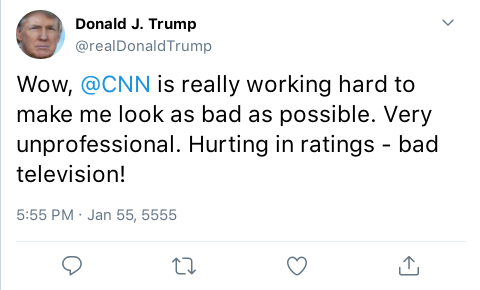 Donald J. Trump
@realDonaldTrump
Wow, @CNN is really working hard to
make me look as bad as possible. Very
unprofessional. Hurting in ratings - bad
television!
5:55 PM · Jan 55, 5555